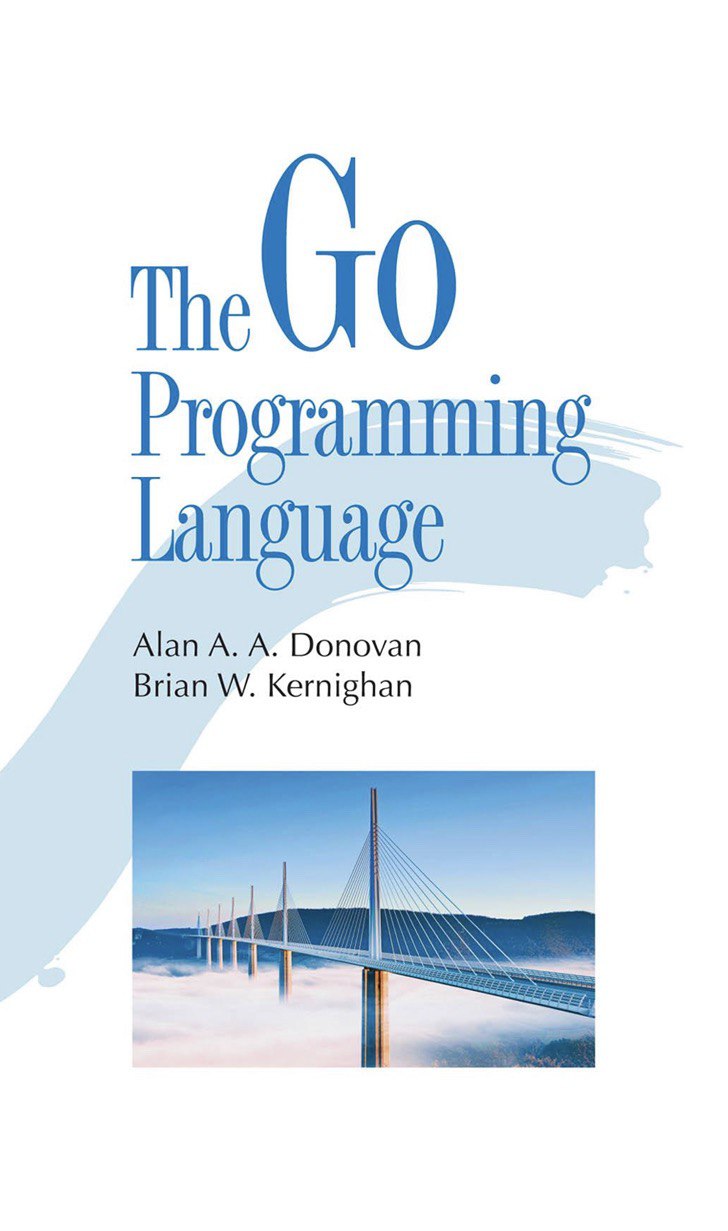 The Go
Programming
Language
Alan A. A. Donovan
Brian W. Kernighan